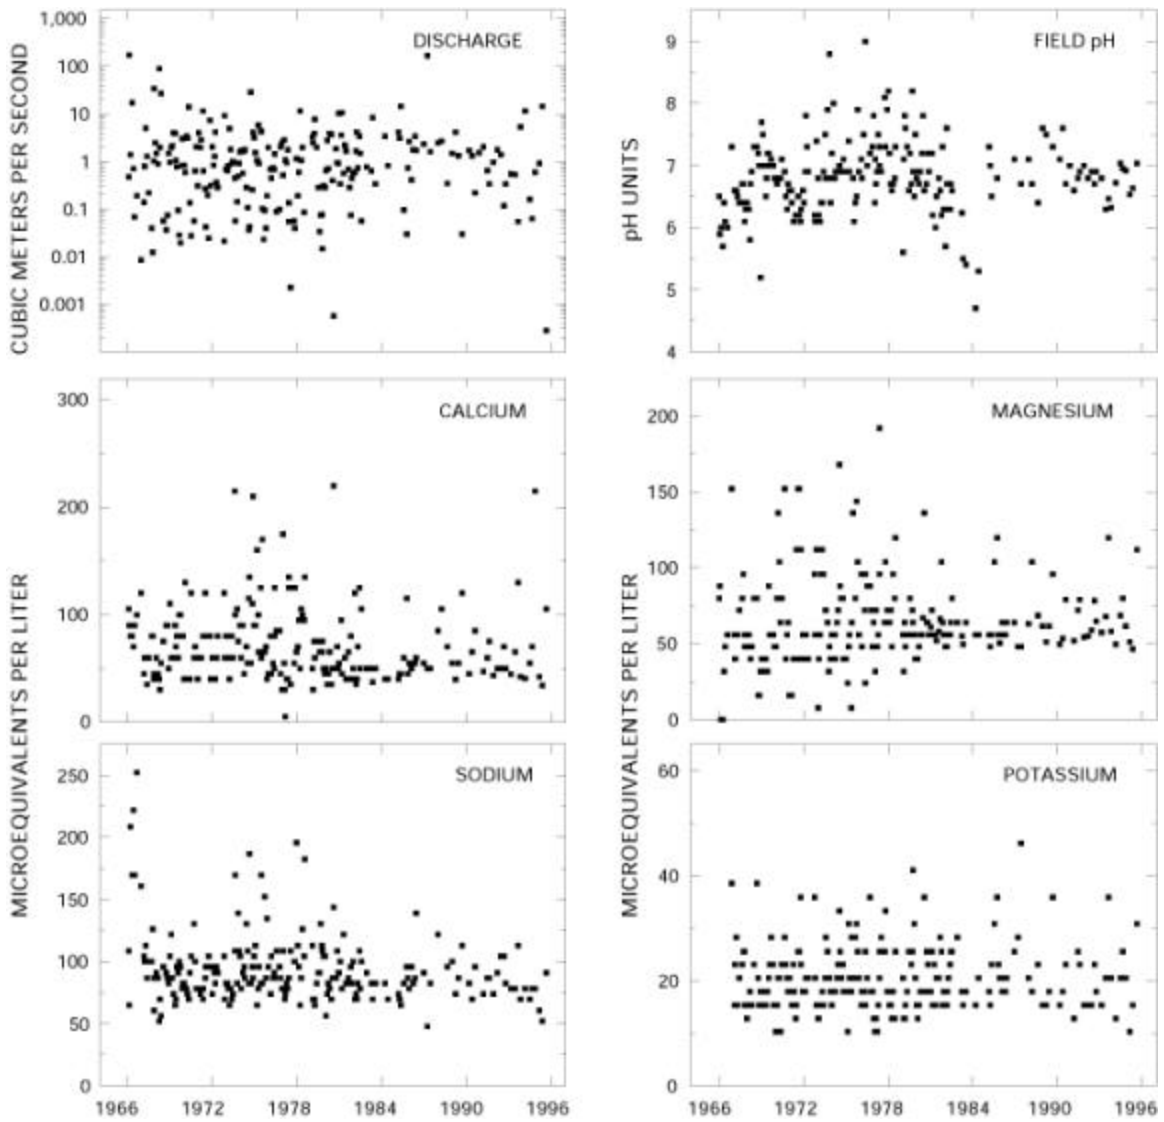 DISCHARGE
1,000
100
10
1
0.1
0.01
0.001
CUBIC METERS PER SECOND
FIELD pH
9
8
7
6
5
4
pH UNITS
CALCIUM
300
200
100
0
MAGNESIUM
200
150
100
50
0
MICROEQUIVALENTS PER LITER
MICROEQUIVALENTS PER LITER
SODIUM
250
200
150
100
50
0
1966 1972 1978 1984 1990 1996
POTASSIUM
60
40
20
0
1966 1972 1978 1984 1990 1996